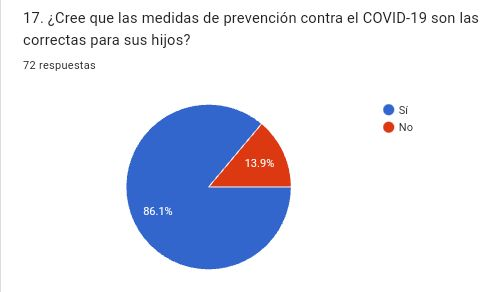 17. ¿Cree que las medidas de prevención contra el COVID-19 son las
correctas para sus hijos?
72 respuestas
Sí
No
13.9%
86.1%